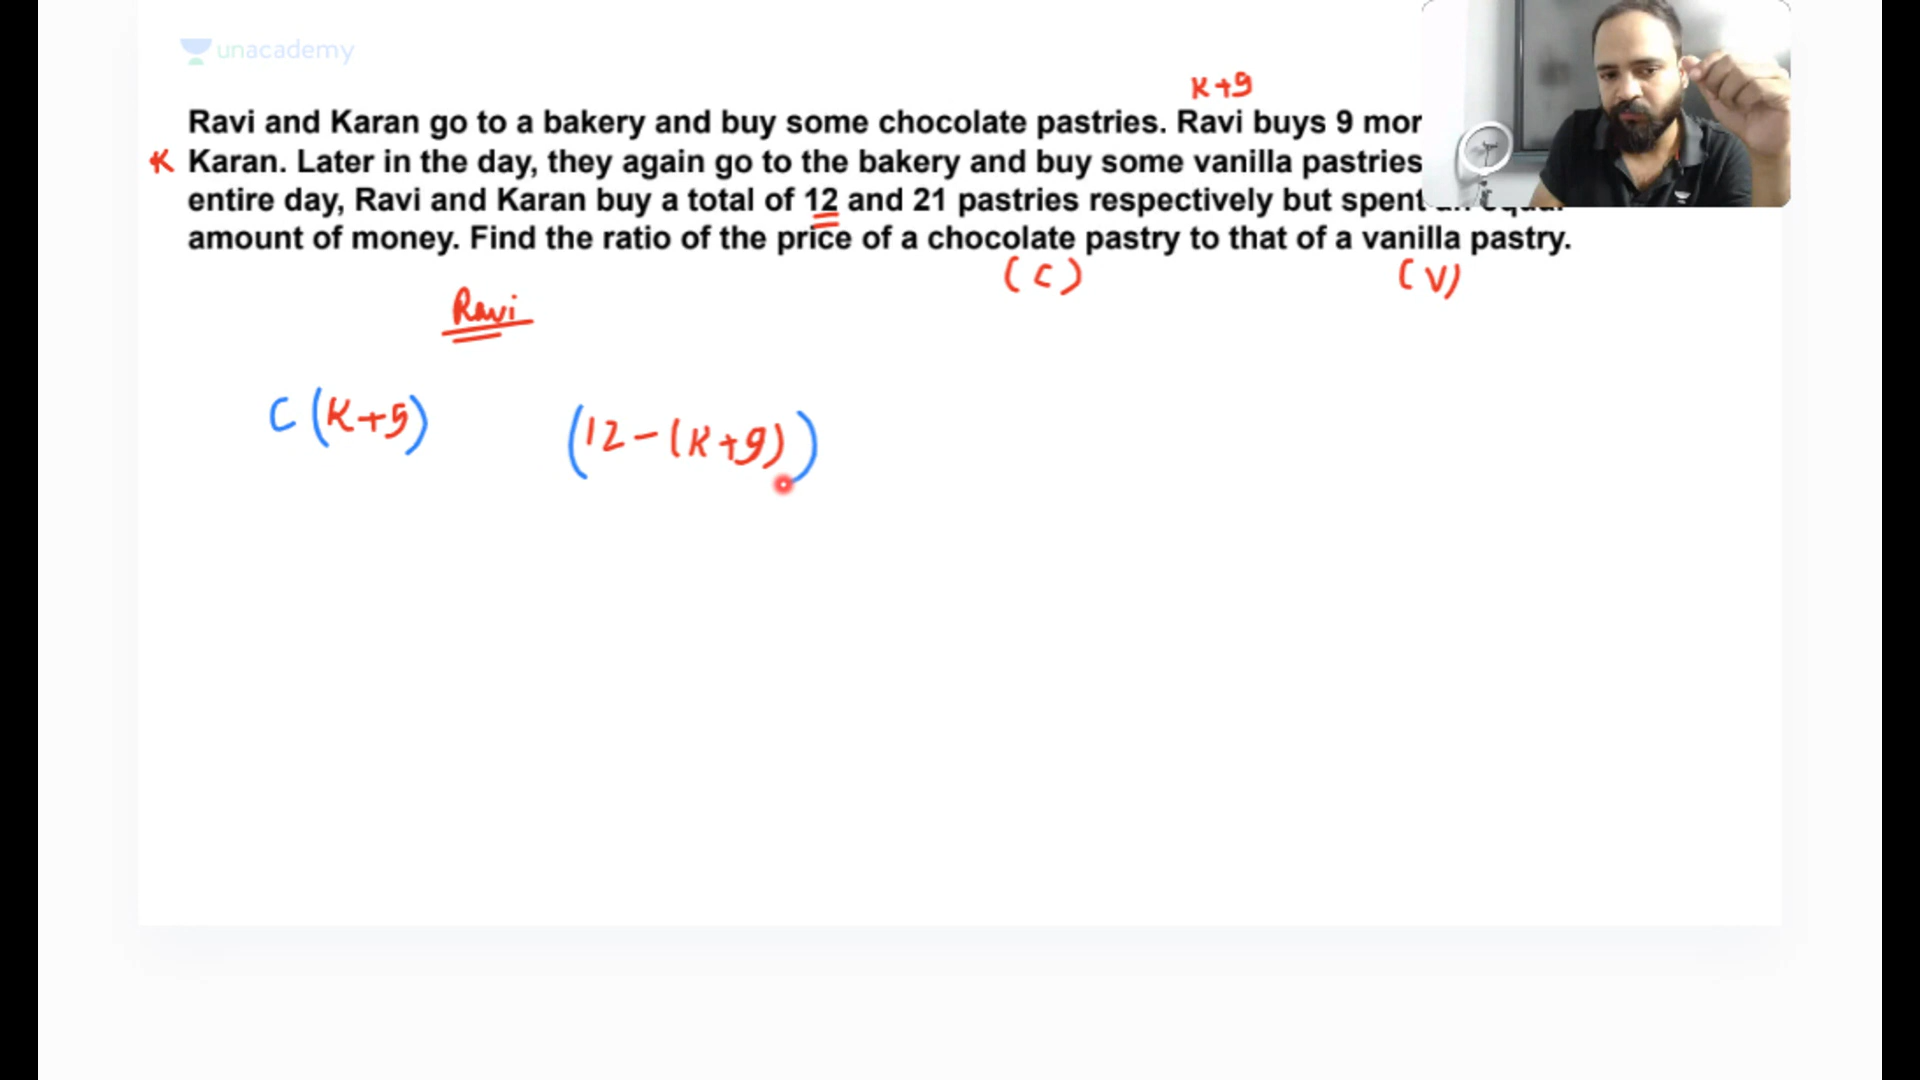 unacademy
K+9
Ravi and Karan go to a bakery and buy some chocolate pastries. Ravi buys 9 mor
K Karan. Later in the day, they again go to the bakery and buy some vanilla pastries
entire day, Ravi and Karan buy a total of 12 and 21 pastries respectively but spent an equal
amount of money. Find the ratio of the price of a chocolate pastry to that of a vanilla pastry.
(C) (V)
Ravi
C(K+9) (12-(K+9))